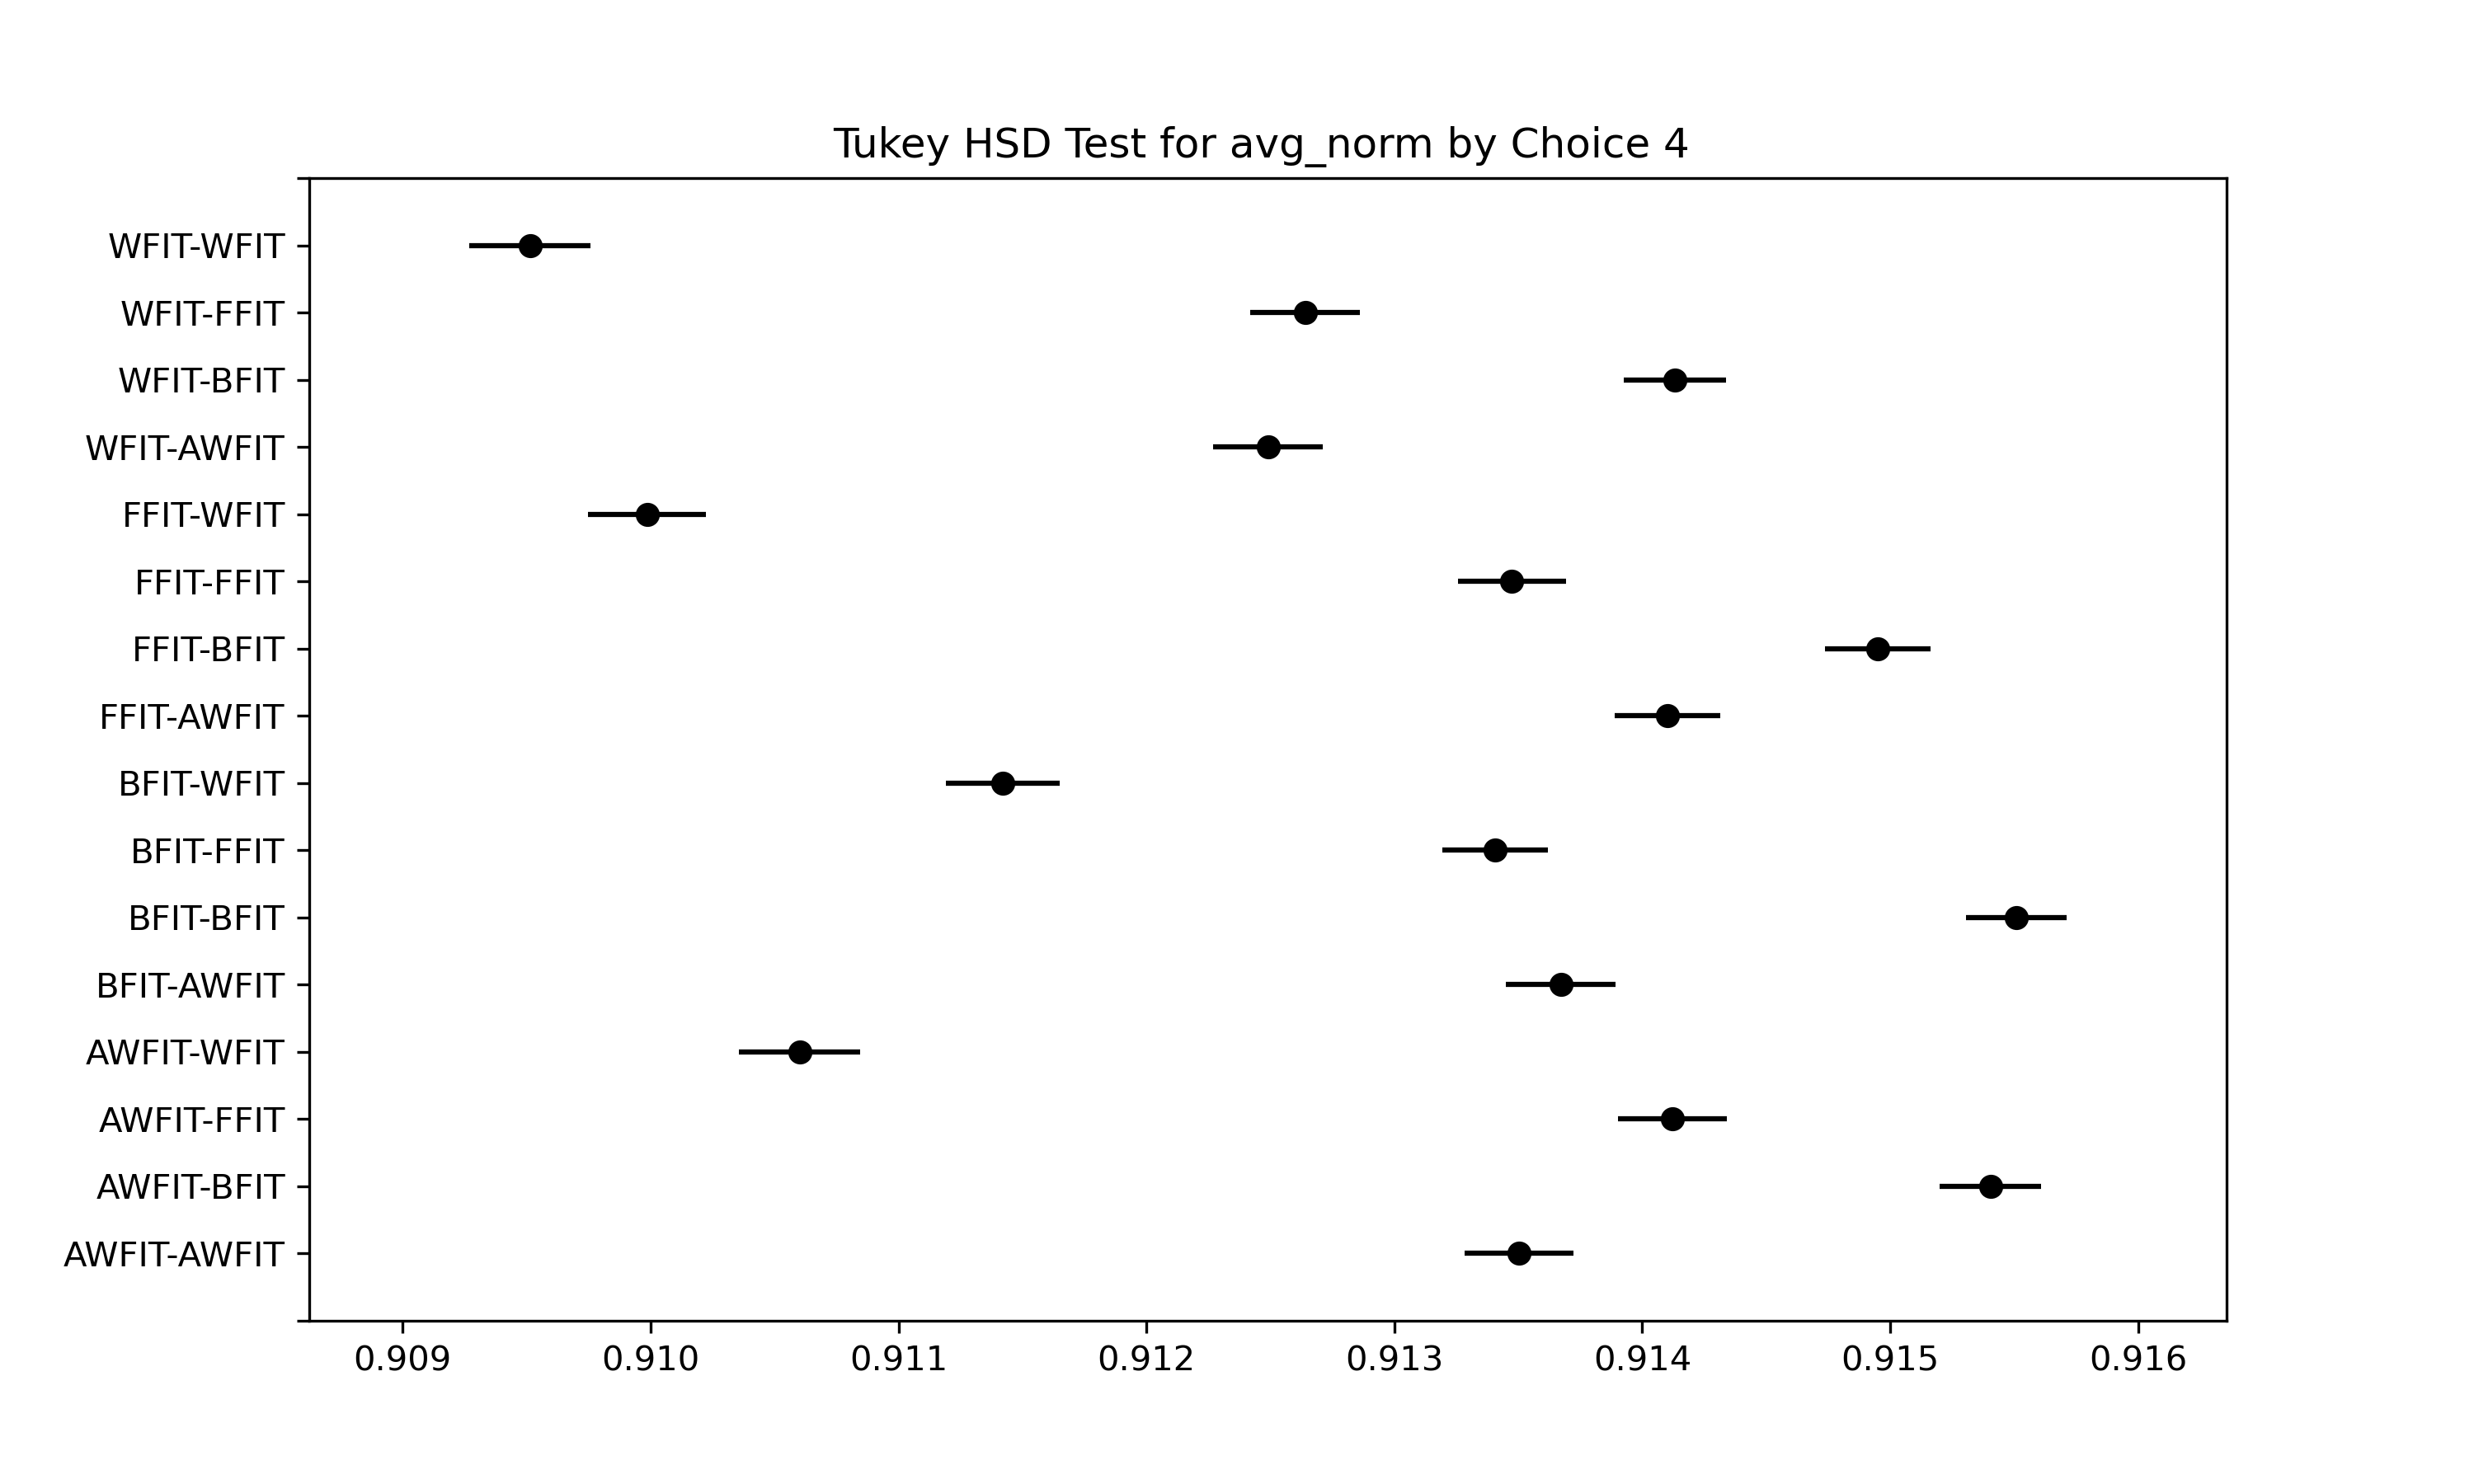 Tukey HSD Test for avg_norm by Choice 4
WFIT-WFIT
WFIT-FFIT
WFIT-BFIT
WFIT-AWFIT
FFIT-WFIT
FFIT-FFIT
FFIT-BFIT
FFIT-AWFIT
BFIT-WFIT
BFIT-FFIT
BFIT-BFIT
BFIT-AWFIT
AWFIT-WFIT
AWFIT-FFIT
AWFIT-BFIT
AWFIT-AWFIT
0.909 0.910 0.911 0.912 0.913 0.914 0.915 0.916